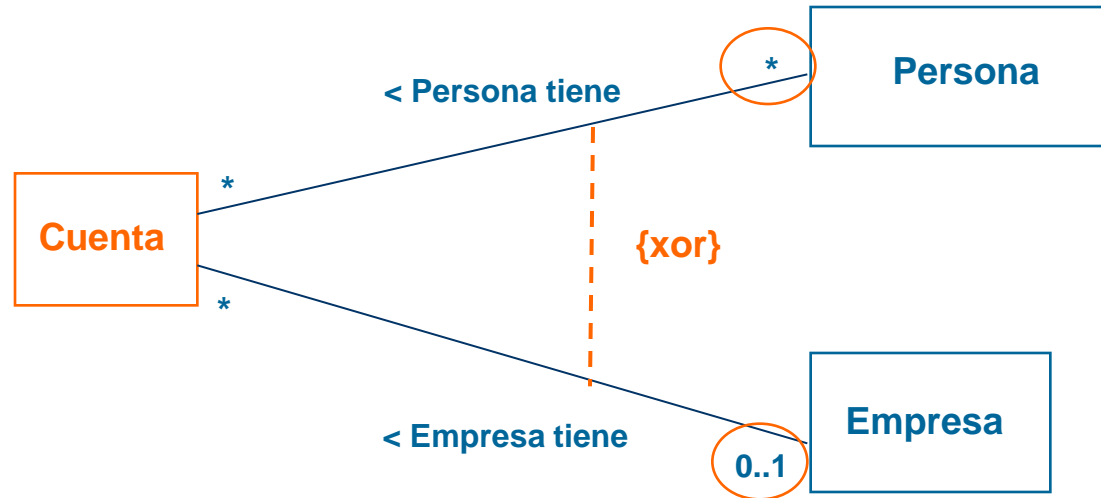 *
Persona
< Persona tiene
*
Cuenta
{xor}
*
Empresa
< Empresa tiene
0..1